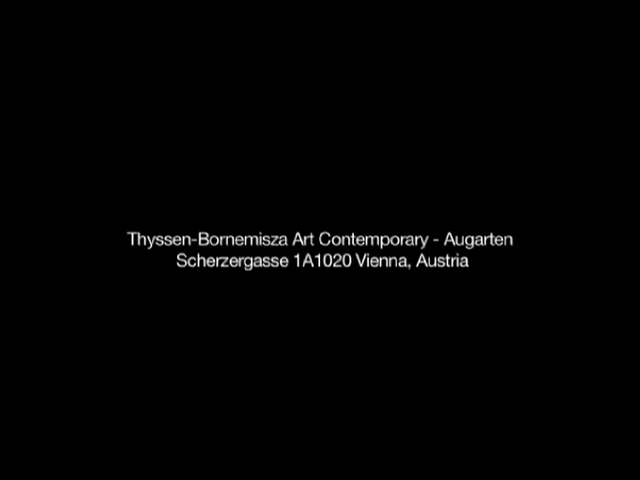 Thyssen-Bornemisza Art Contemporary - Augarten
Scherzergasse 1A1020 Vienna, Austria